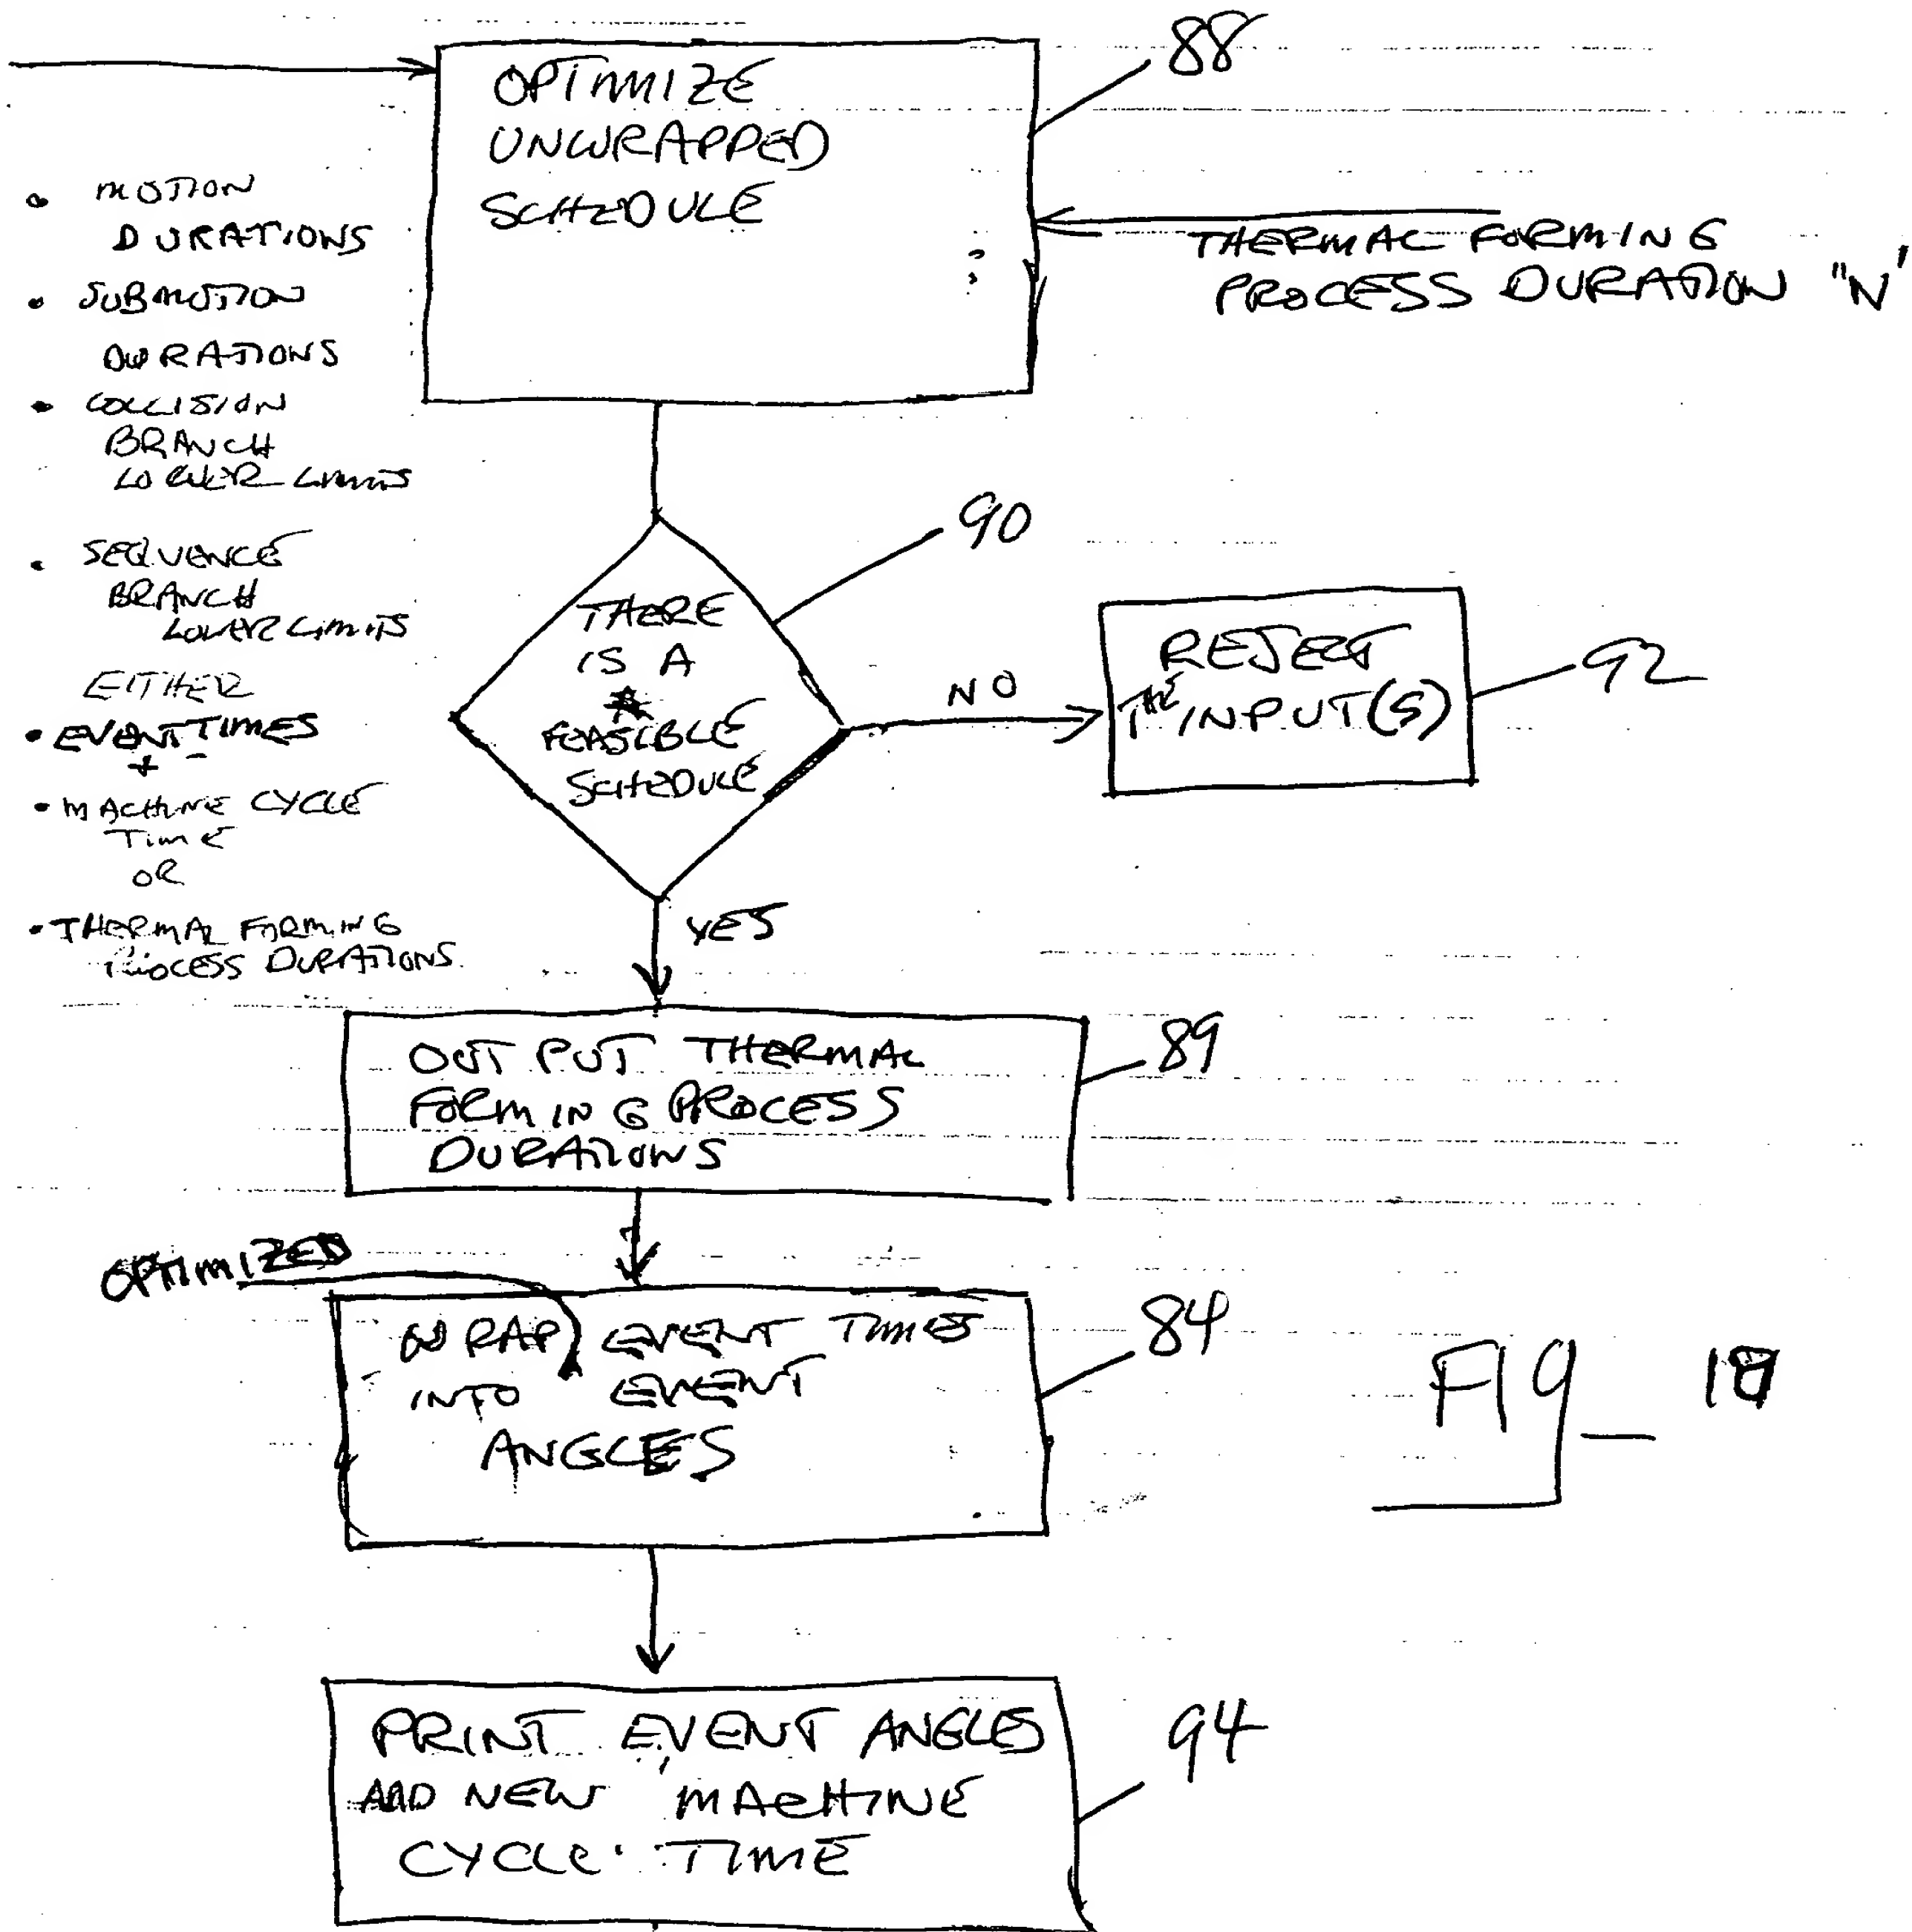 88
OPTIMIZE
UNWRAPPED
SCHEDULE
• MOTION
DURATIONS
• SUBMOTION
DURATIONS
• COLLISION
BRANCH
LOWER LIMITS
• SEQUENCE
BRANCH
LOWER LIMITS
EITHER
• EVENT TIMES
+
• MACHINE CYCLE
TIME
OR
• THERMAL FORMING
PROCESS DURATIONS
THERMAL FORMING
PROCESS DURATION "N'
90
THERE
IS A
FEASIBLE
SCHEDULE
NO
REJECT
THE INPUT(S)
92
YES
OUTPUT THERMAL
FORMING PROCESS
DURATIONS
89
OPTIMIZED
WRAP EVENT TIMES
INTO EVENT
ANGLES
84
FIG
PRINT EVENT ANGLES
AND NEW MACHINE
CYCLE TIME
94